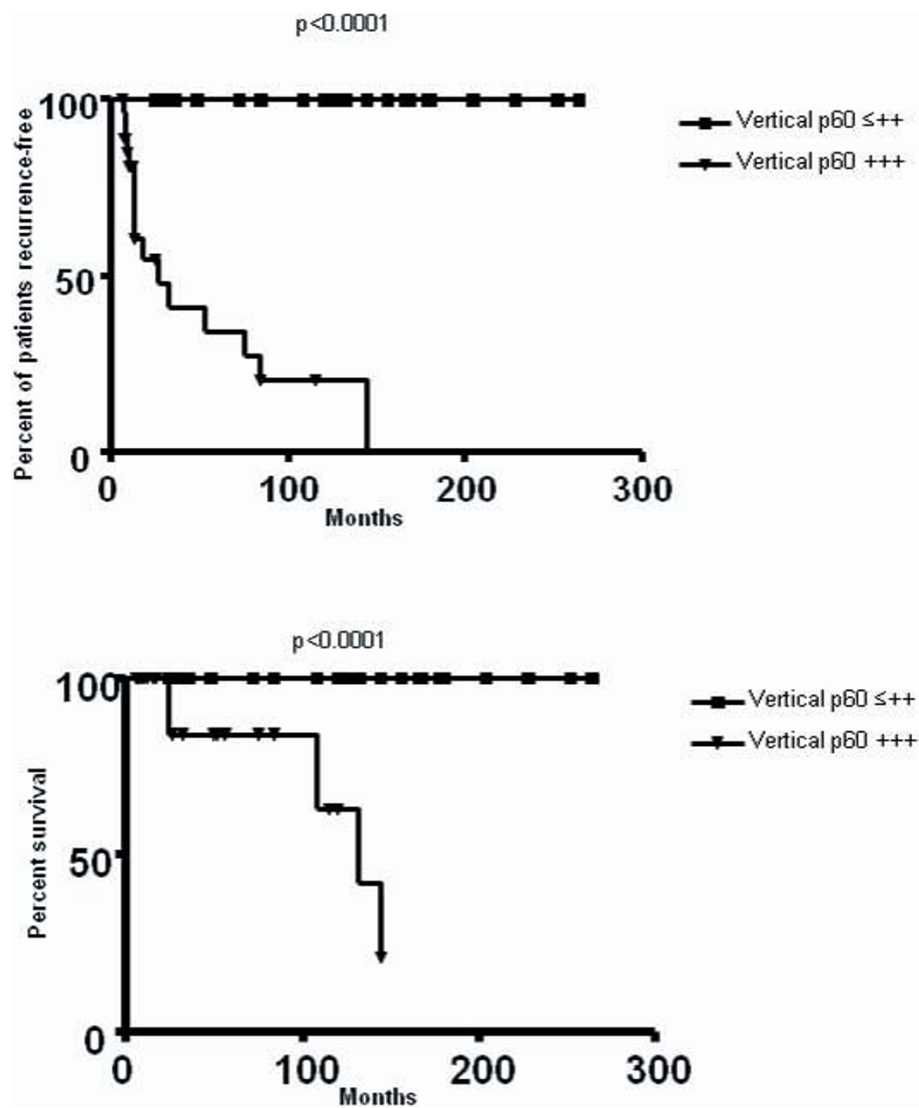 p<0.0001
Percent of patients recurrence-free
100
50
0
0 100 200 300
Months
Vertical p60 ≤++
Vertical p60 +++
p<0.0001
Percent survival
100
50
0
0 100 200 300
Months
Vertical p60 ≤++
Vertical p60 +++